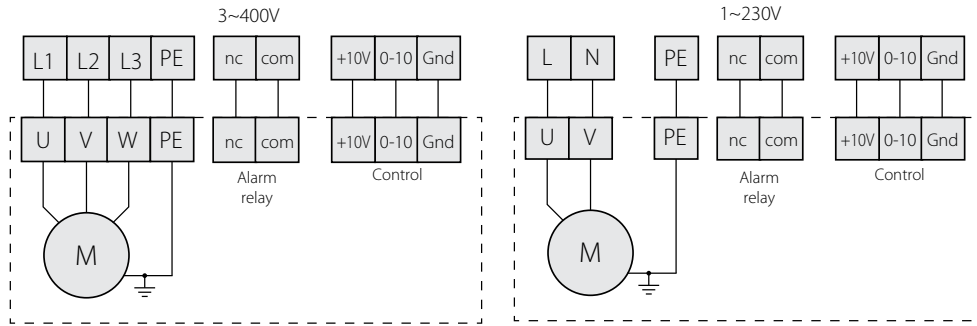 3~400V
L1 L2 L3 PE nc com +10V 0-10 Gnd
U V W PE nc com +10V 0-10 Gnd
Alarm
relay
Control
M
1~230V
L N PE nc com +10V 0-10 Gnd
U V PE nc com +10V 0-10 Gnd
Alarm
relay
Control
M